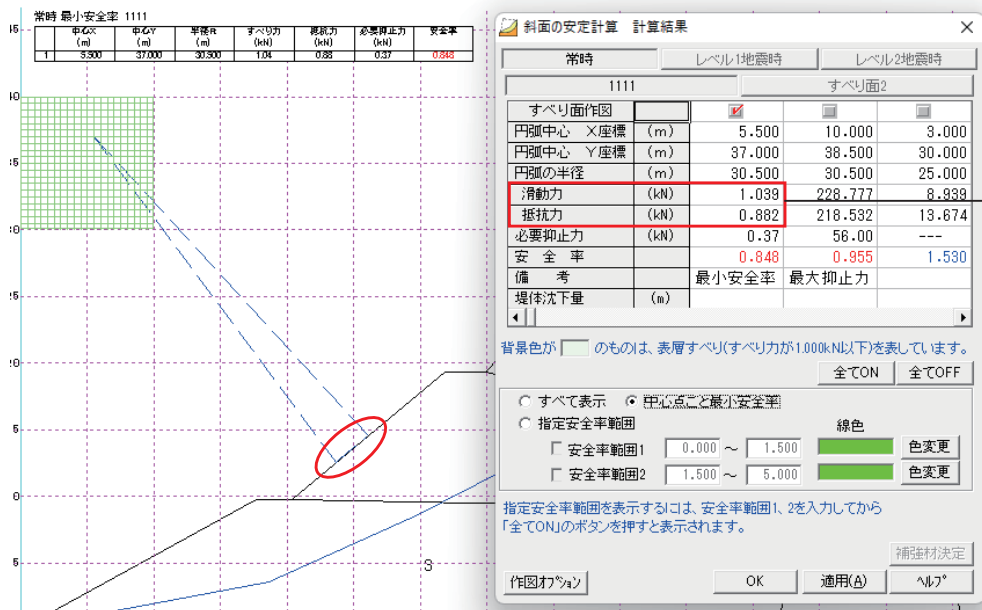 常時 最小安全率 1111
中心X (m) 中心Y (m) 半径R (m) すべり力 (kN) 抵抗力 (kN) 必要抑止力 (kN) 安全率
1 5.500 37.000 30.500 1.04 0.88 0.37 0.848
斜面の安定計算 計算結果
常時 レベル1地震時 レベル2地震時
1111 すべり面2
すべり面作図
円弧中心 X座標 (m) 5.500 10.000 3.000
円弧中心 Y座標 (m) 37.000 38.500 30.000
円弧の半径 (m) 30.500 30.500 25.000
滑動力 (kN) 1.039 228.777 8.939
抵抗力 (kN) 0.882 218.532 13.674
必要抑止力 (kN) 0.37 56.00 ---
安 全 率 0.848 0.955 1.530
備 考 最小安全率 最大抑止力
堤体沈下量 (m)
背景色が のものは、表層すべり(すべり力が1.000kN以下)を表しています。
全てON 全てOFF
すべて表示 中心点ごと最小安全率
指定安全率範囲 線色
安全率範囲1 0.000 ～ 1.500 色変更
安全率範囲2 1.500 ～ 5.000 色変更
指定安全率範囲を表示するには、安全率範囲1、2を入力してから
「全てON」のボタンを押すと表示されます。
補強材決定
作図オプション OK 適用(A) ヘルプ
0
5
3